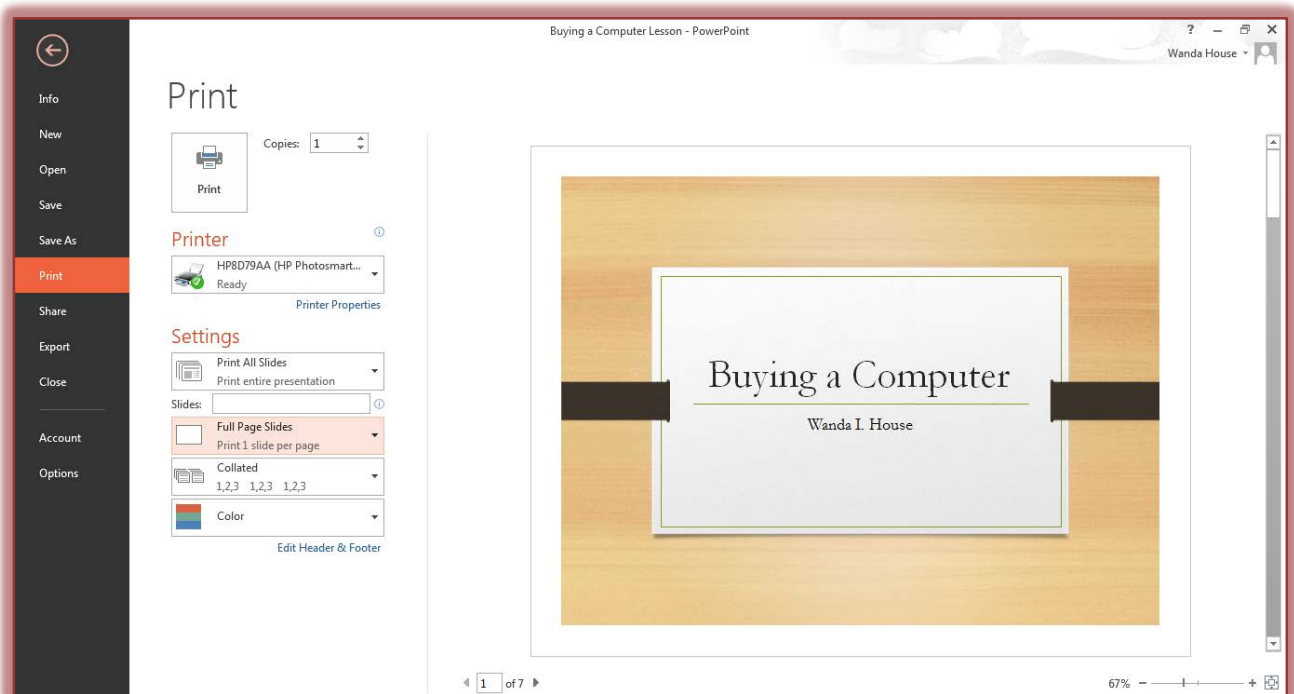 Buying a Computer Lesson - PowerPoint
?
Wanda House
Info
New
Open
Save
Save As
Print
Share
Export
Close
Account
Options
Print
Print
Copies: 1
Printer
HP8D79AA (HP Photosmart...
Ready
Printer Properties
Settings
Print All Slides
Print entire presentation
Slides:
Full Page Slides
Print 1 slide per page
Collated
1,2,3 1,2,3 1,2,3
Color
Edit Header & Footer
Buying a Computer
Wanda I. House
1 of 7
67% - +